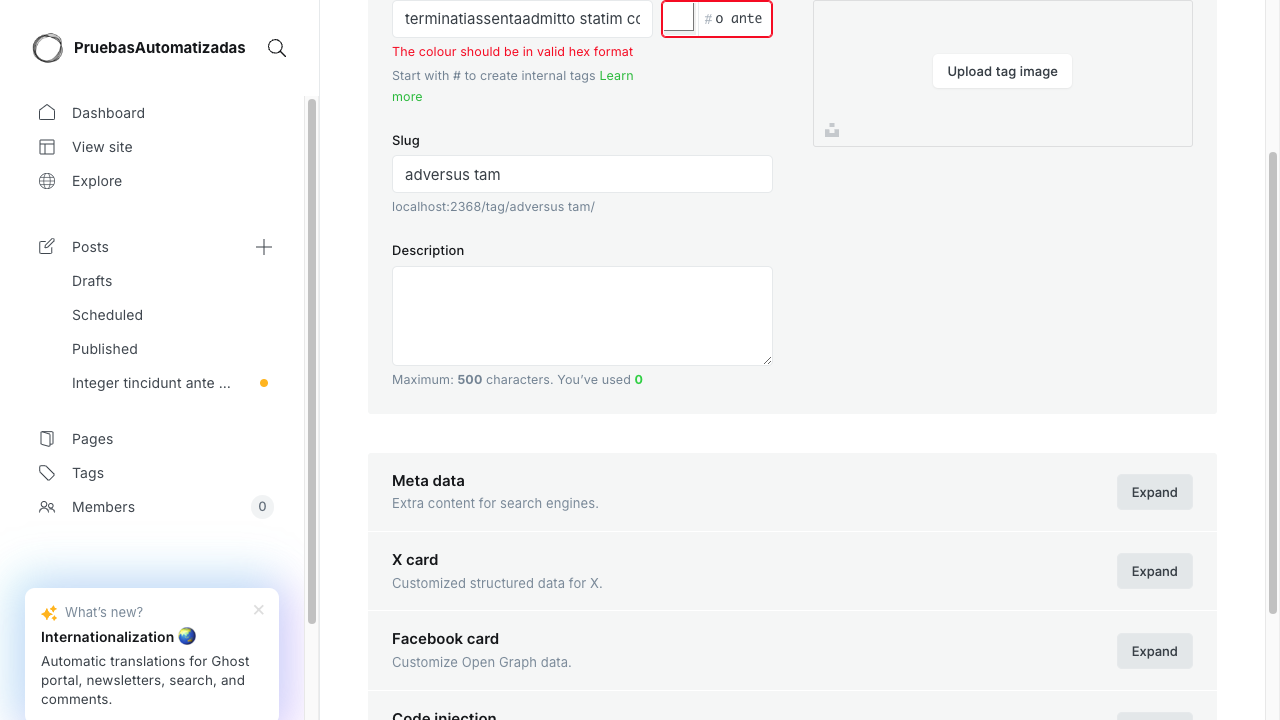 PruebasAutomatizadas
Dashboard
View site
Explore
Posts
Drafts
Scheduled
Published
Integer tincidunt ante ...
Pages
Tags
Members
0
What's new?
Internationalization
Automatic translations for Ghost
portal, newsletters, search, and
comments.
terminatiassentaadmitto statim
# o ante
The colour should be in valid hex format
Start with # to create internal tags Learn
more
Slug
adversus tam
localhost:2368/tag/adversus tam/
Description
Maximum: 500 characters. You've used 0
Upload tag image
Meta data
Extra content for search engines.
Expand
X card
Customized structured data for X.
Expand
Facebook card
Customize Open Graph data.
Expand
Code injection